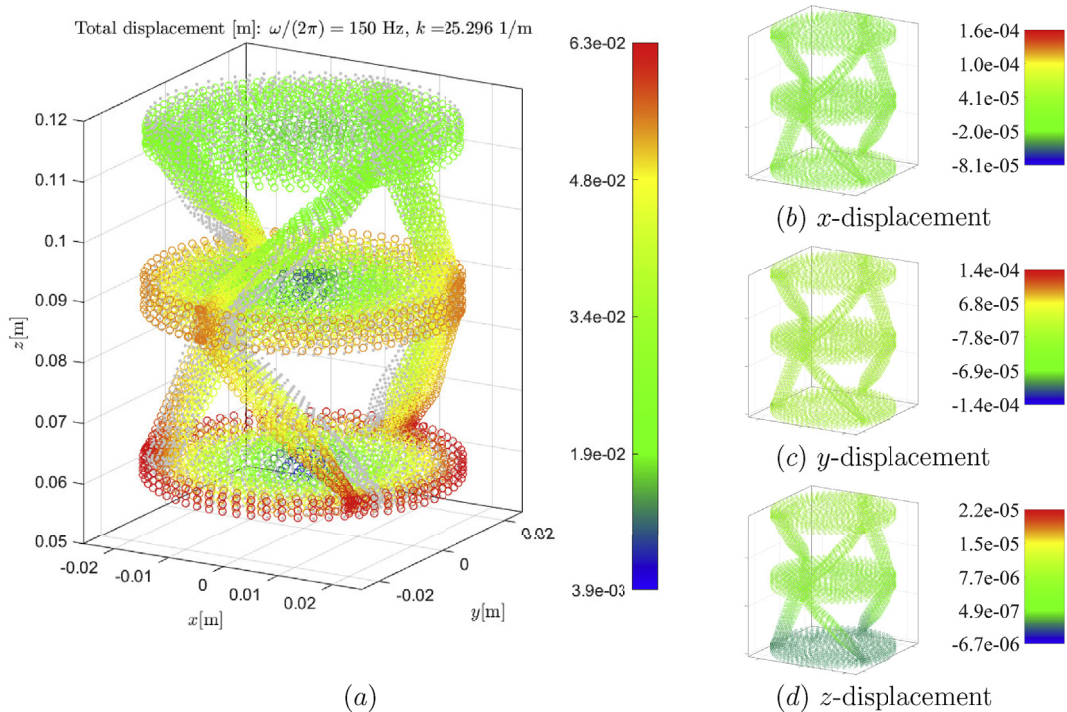 Total displacement [m]: ω/(2π) = 150 Hz, k =25.296 1/m
0.12
0.11
0.1
0.09
0.08
0.07
0.06
0.05
z[m]
-0.02
-0.01
0
0.01
0.02
x[m]
-0.02
0
0.02
y[m]
6.3e-02
4.8e-02
3.4e-02
1.9e-02
3.9e-03
(a)
1.6e-04
1.0e-04
4.1e-05
-2.0e-05
-8.1e-05
(b) x-displacement
1.4e-04
6.8e-05
-7.8e-07
-6.9e-05
-1.4e-04
(c) y-displacement
2.2e-05
1.5e-05
7.7e-06
4.9e-07
-6.7e-06
(d) z-displacement